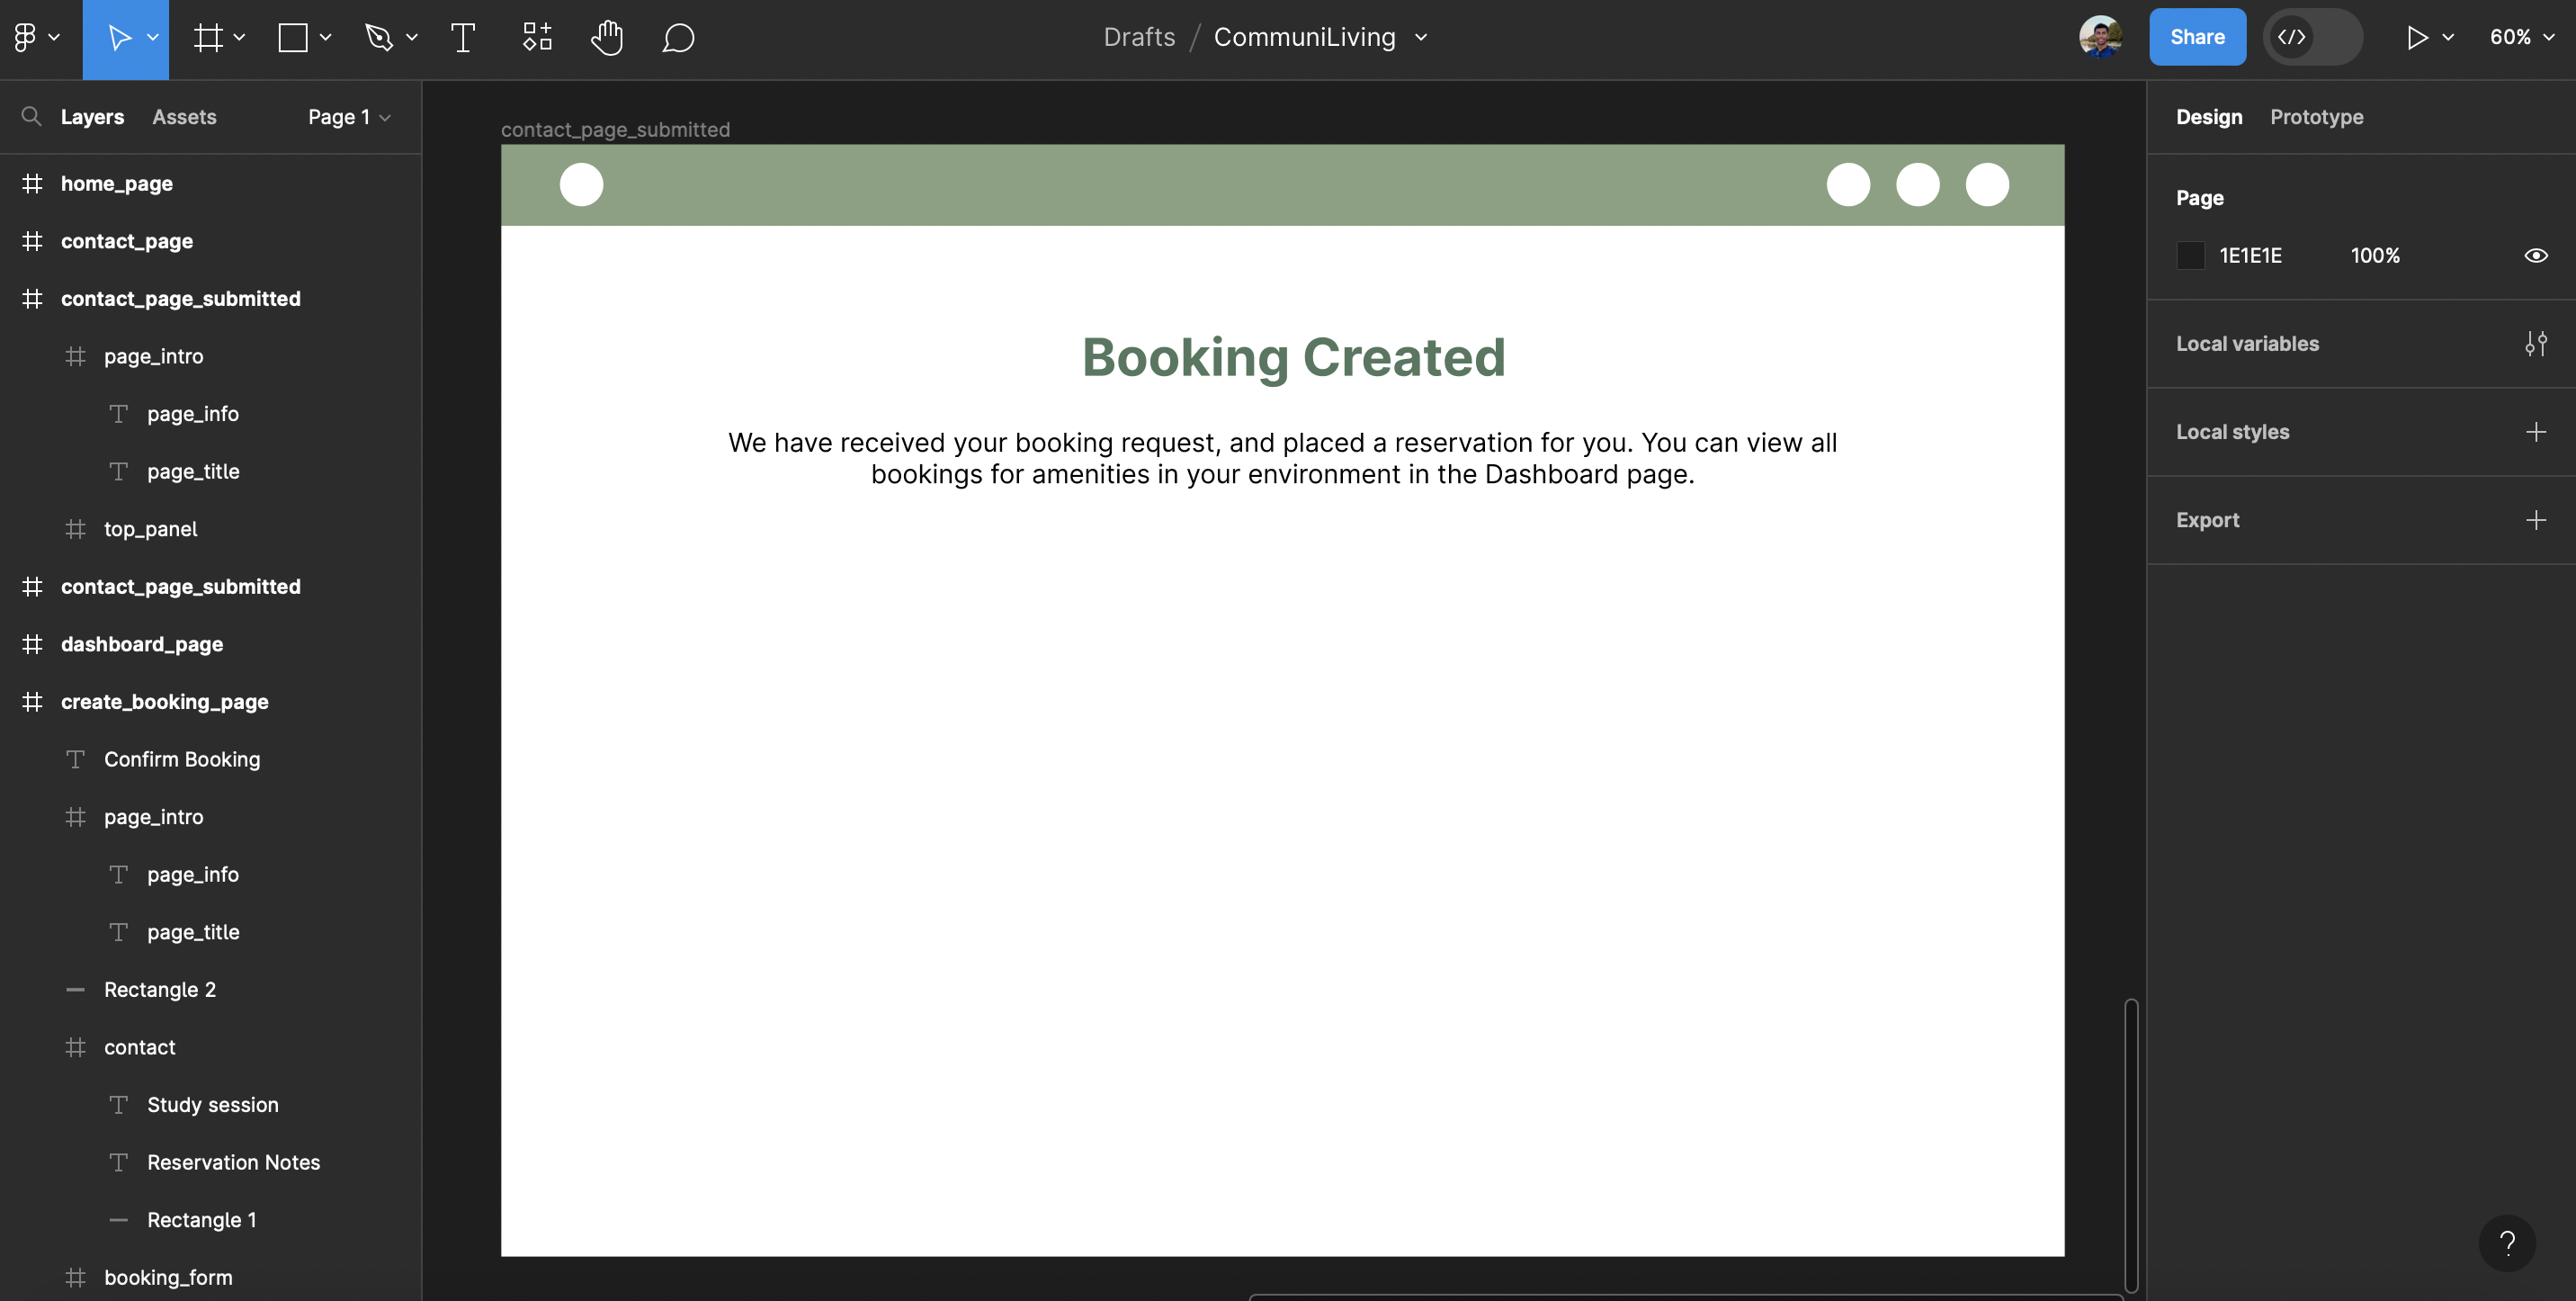 Drafts / CommuniLiving
Share
60%
Layers
Assets
Page 1
home_page
contact_page
contact_page_submitted
page_intro
page_info
page_title
top_panel
contact_page_submitted
dashboard_page
create_booking_page
Confirm Booking
page_intro
page_info
page_title
Rectangle 2
contact
Study session
Reservation Notes
Rectangle 1
booking_form
contact_page_submitted
Booking Created
We have received your booking request, and placed a reservation for you. You can view all
bookings for amenities in your environment in the Dashboard page.
Design
Prototype
Page
1E1E1E 100%
Local variables
Local styles
Export
?